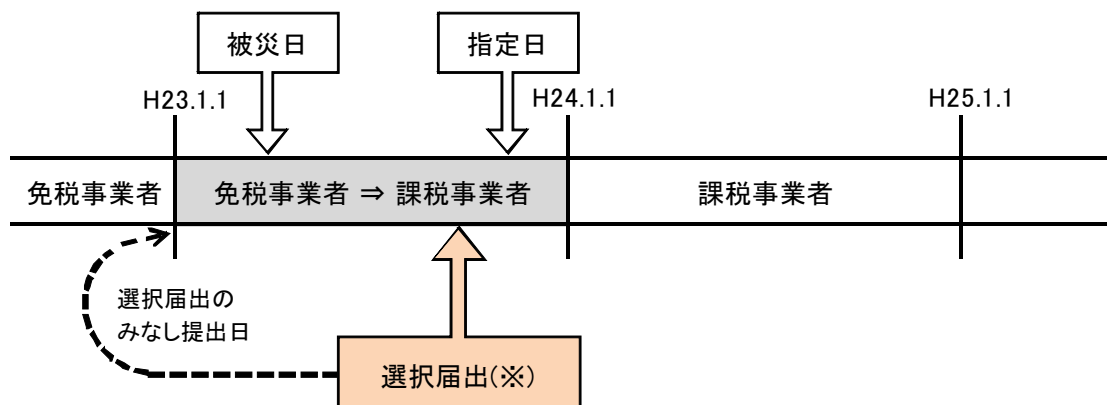 被災日
指定日
H23.1.1
H24.1.1
H25.1.1
免税事業者
免税事業者 ⇒ 課税事業者
課税事業者
選択届出の
みなし提出日
選択届出(※)